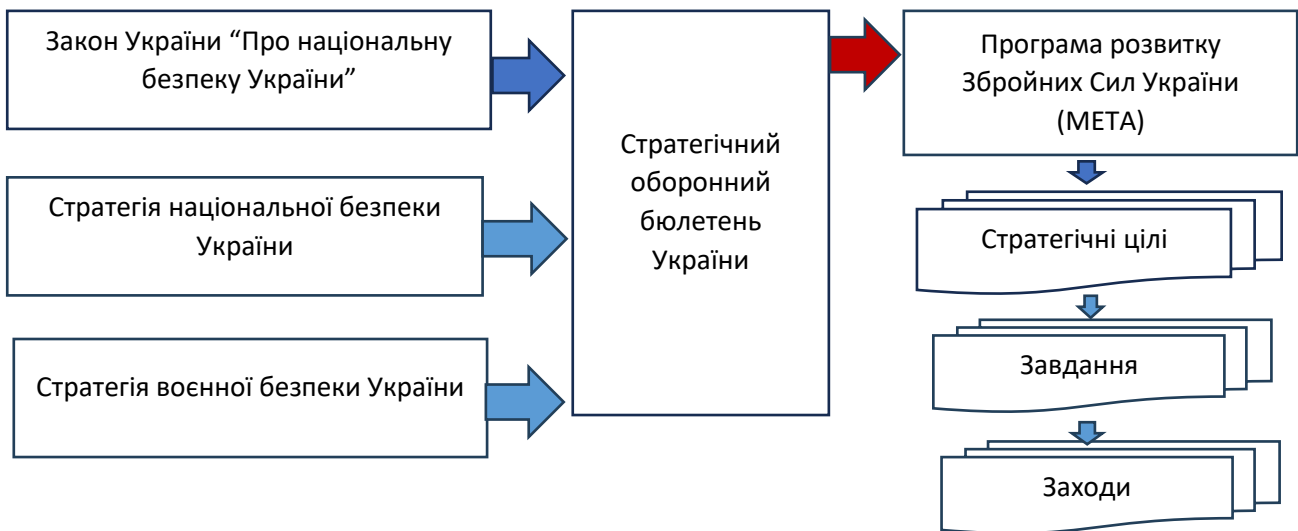 Закон України “Про національну
безпеку України”
Стратегія національної безпеки
України
Стратегія воєнної безпеки України
Стратегічний
оборонний
бюлетень
України
Програма розвитку
Збройних Сил України
(МЕТА)
Стратегічні цілі
Завдання
Заходи